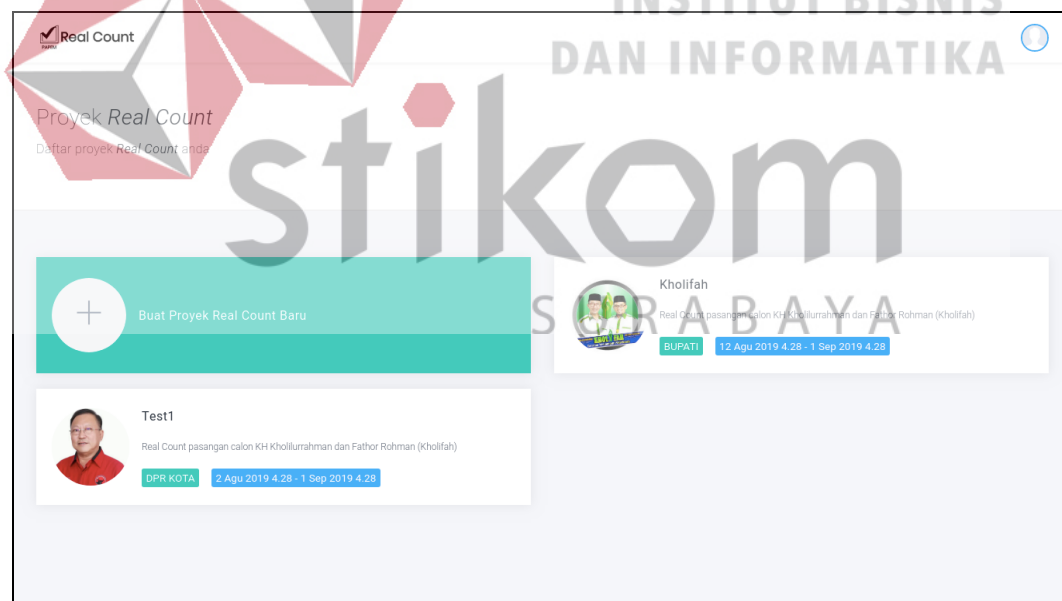 INSTITUT BISNIS
DAN INFORMATIKA
stikom
SURABAYA
Real Count
Proyek Real Count
Daftar proyek Real Count anda
Buat Proyek Real Count Baru
Kholifah
Real Count pasangan calon KH Kholilurrahman dan Fathor Rohman (Kholifah)
BUPATI
12 Agu 2019 4.28 - 1 Sep 2019 4.28
Test1
Real Count pasangan calon KH Kholilurrahman dan Fathor Rohman (Kholifah)
DPR KOTA
2 Agu 2019 4.28 - 1 Sep 2019 4.28